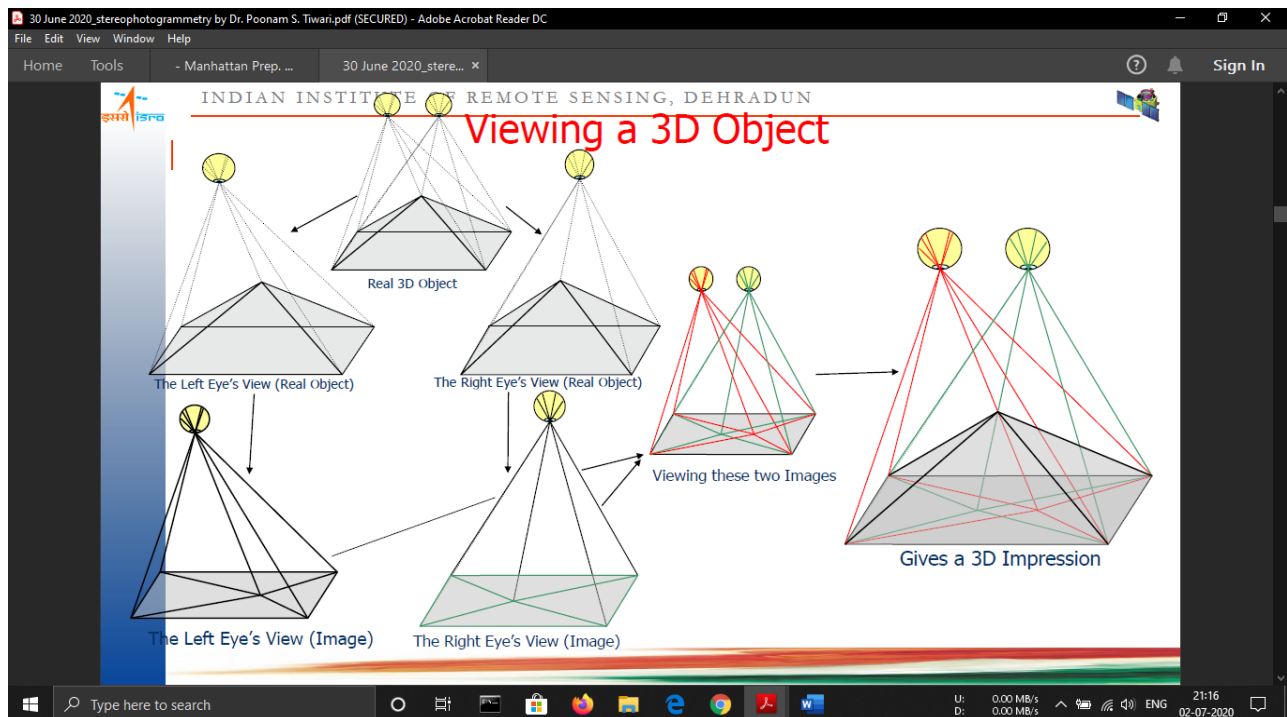 30 June 2020_stereophotogrammetry by Dr. Poonam S. Tiwari.pdf (SECURED) - Adobe Acrobat Reader DC
File Edit View Window Help
Home Tools - Manhattan Prep. ... 30 June 2020_stere... × ? Sign In
इसरो isro
INDIAN INSTITUTE OF REMOTE SENSING, DEHRADUN
Viewing a 3D Object
Real 3D Object
The Left Eye's View (Real Object)
The Right Eye's View (Real Object)
Viewing these two Images
Gives a 3D Impression
The Left Eye's View (Image)
The Right Eye's View (Image)
Type here to search
U: 0.00 MB/s
D: 0.00 MB/s
ENG
21:16
02-07-2020